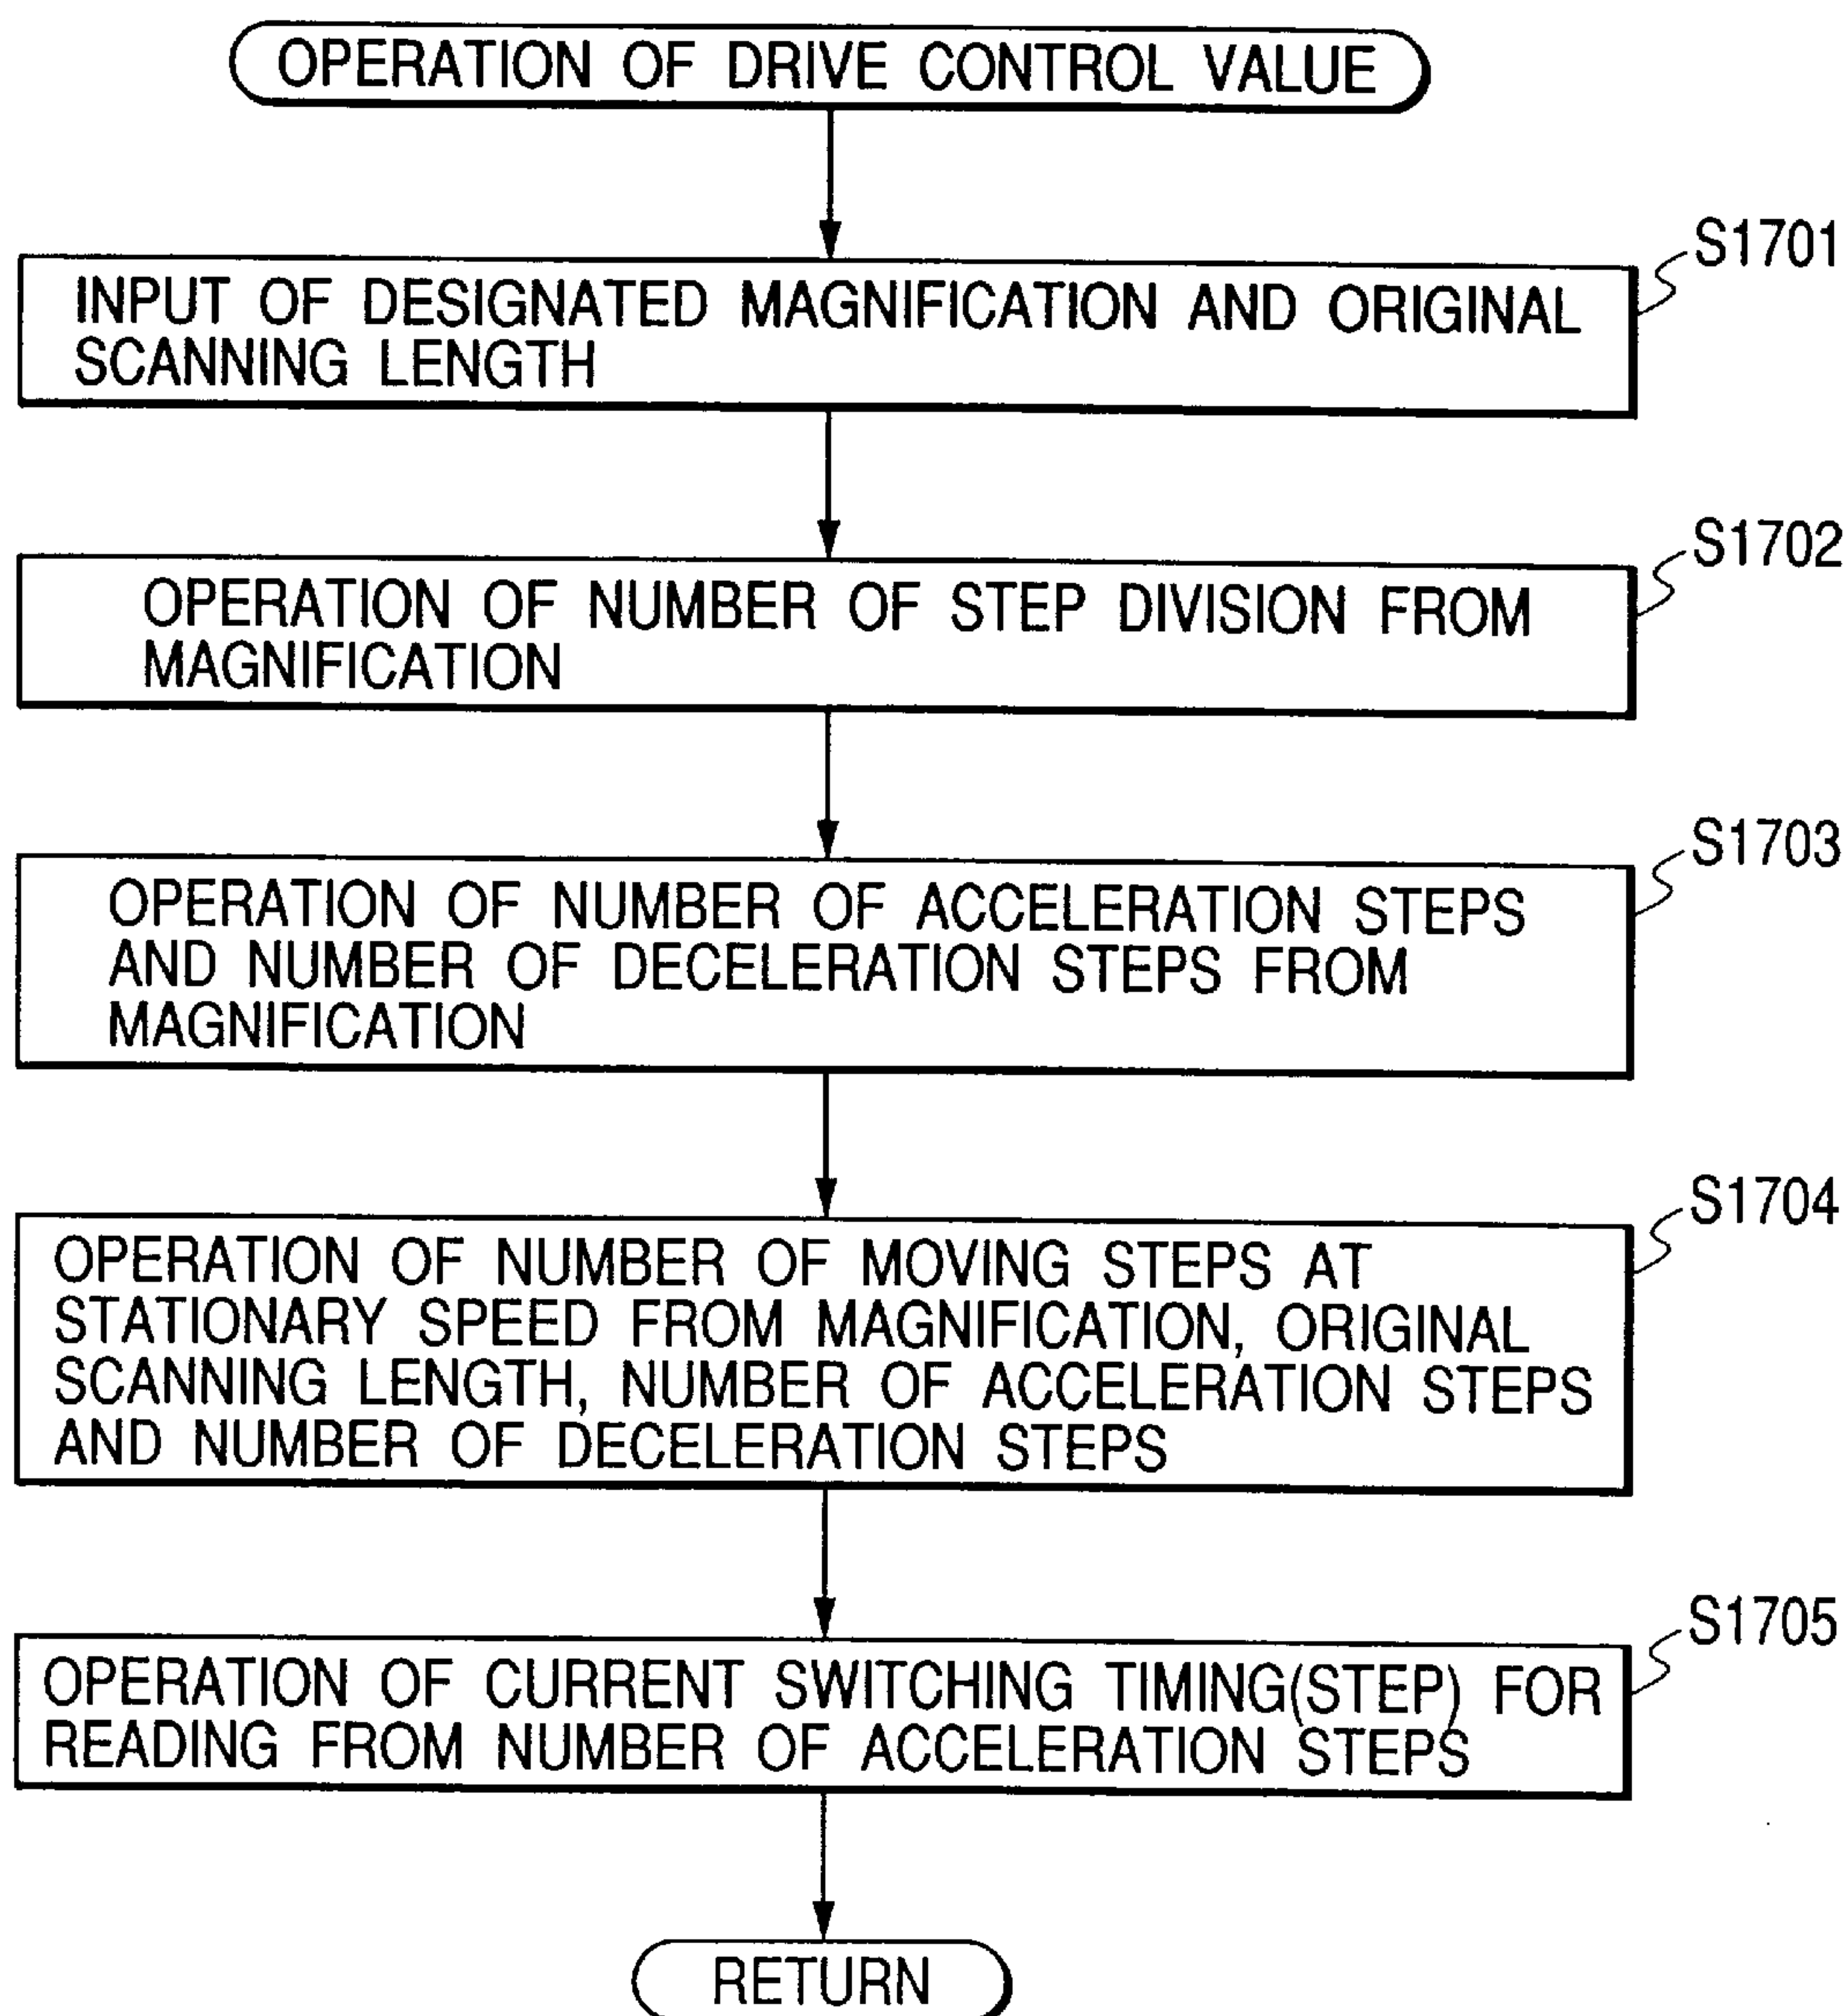 OPERATION OF DRIVE CONTROL VALUE
S1701
INPUT OF DESIGNATED MAGNIFICATION AND ORIGINAL
SCANNING LENGTH
S1702
OPERATION OF NUMBER OF STEP DIVISION FROM
MAGNIFICATION
S1703
OPERATION OF NUMBER OF ACCELERATION STEPS
AND NUMBER OF DECELERATION STEPS FROM
MAGNIFICATION
S1704
OPERATION OF NUMBER OF MOVING STEPS AT
STATIONARY SPEED FROM MAGNIFICATION, ORIGINAL
SCANNING LENGTH, NUMBER OF ACCELERATION STEPS
AND NUMBER OF DECELERATION STEPS
S1705
OPERATION OF CURRENT SWITCHING TIMING(STEP) FOR
READING FROM NUMBER OF ACCELERATION STEPS
RETURN